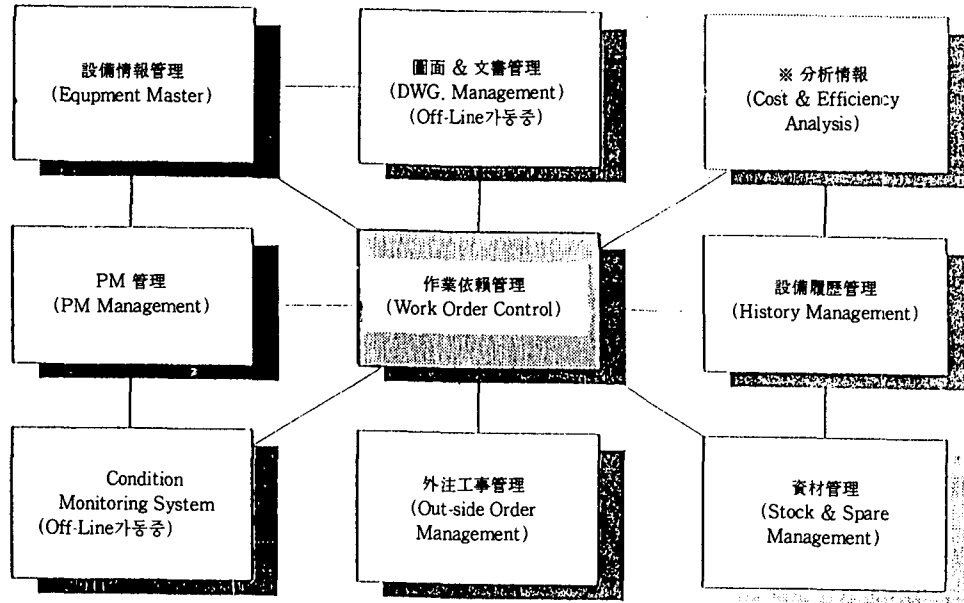 設備情報管理
(Equpment Master)
圖面 & 文書管理
(DWG. Management)
(Off-Line가동중)
※ 分析情報
(Cost & Efficiency
Analysis)
PM 管理
(PM Management)
作業依賴管理
(Work Order Control)
設備履歷管理
(History Management)
Condition
Monitoring System
(Off-Line가동중)
外注工事管理
(Out-side Order
Management)
資材管理
(Stock & Spare
Management)